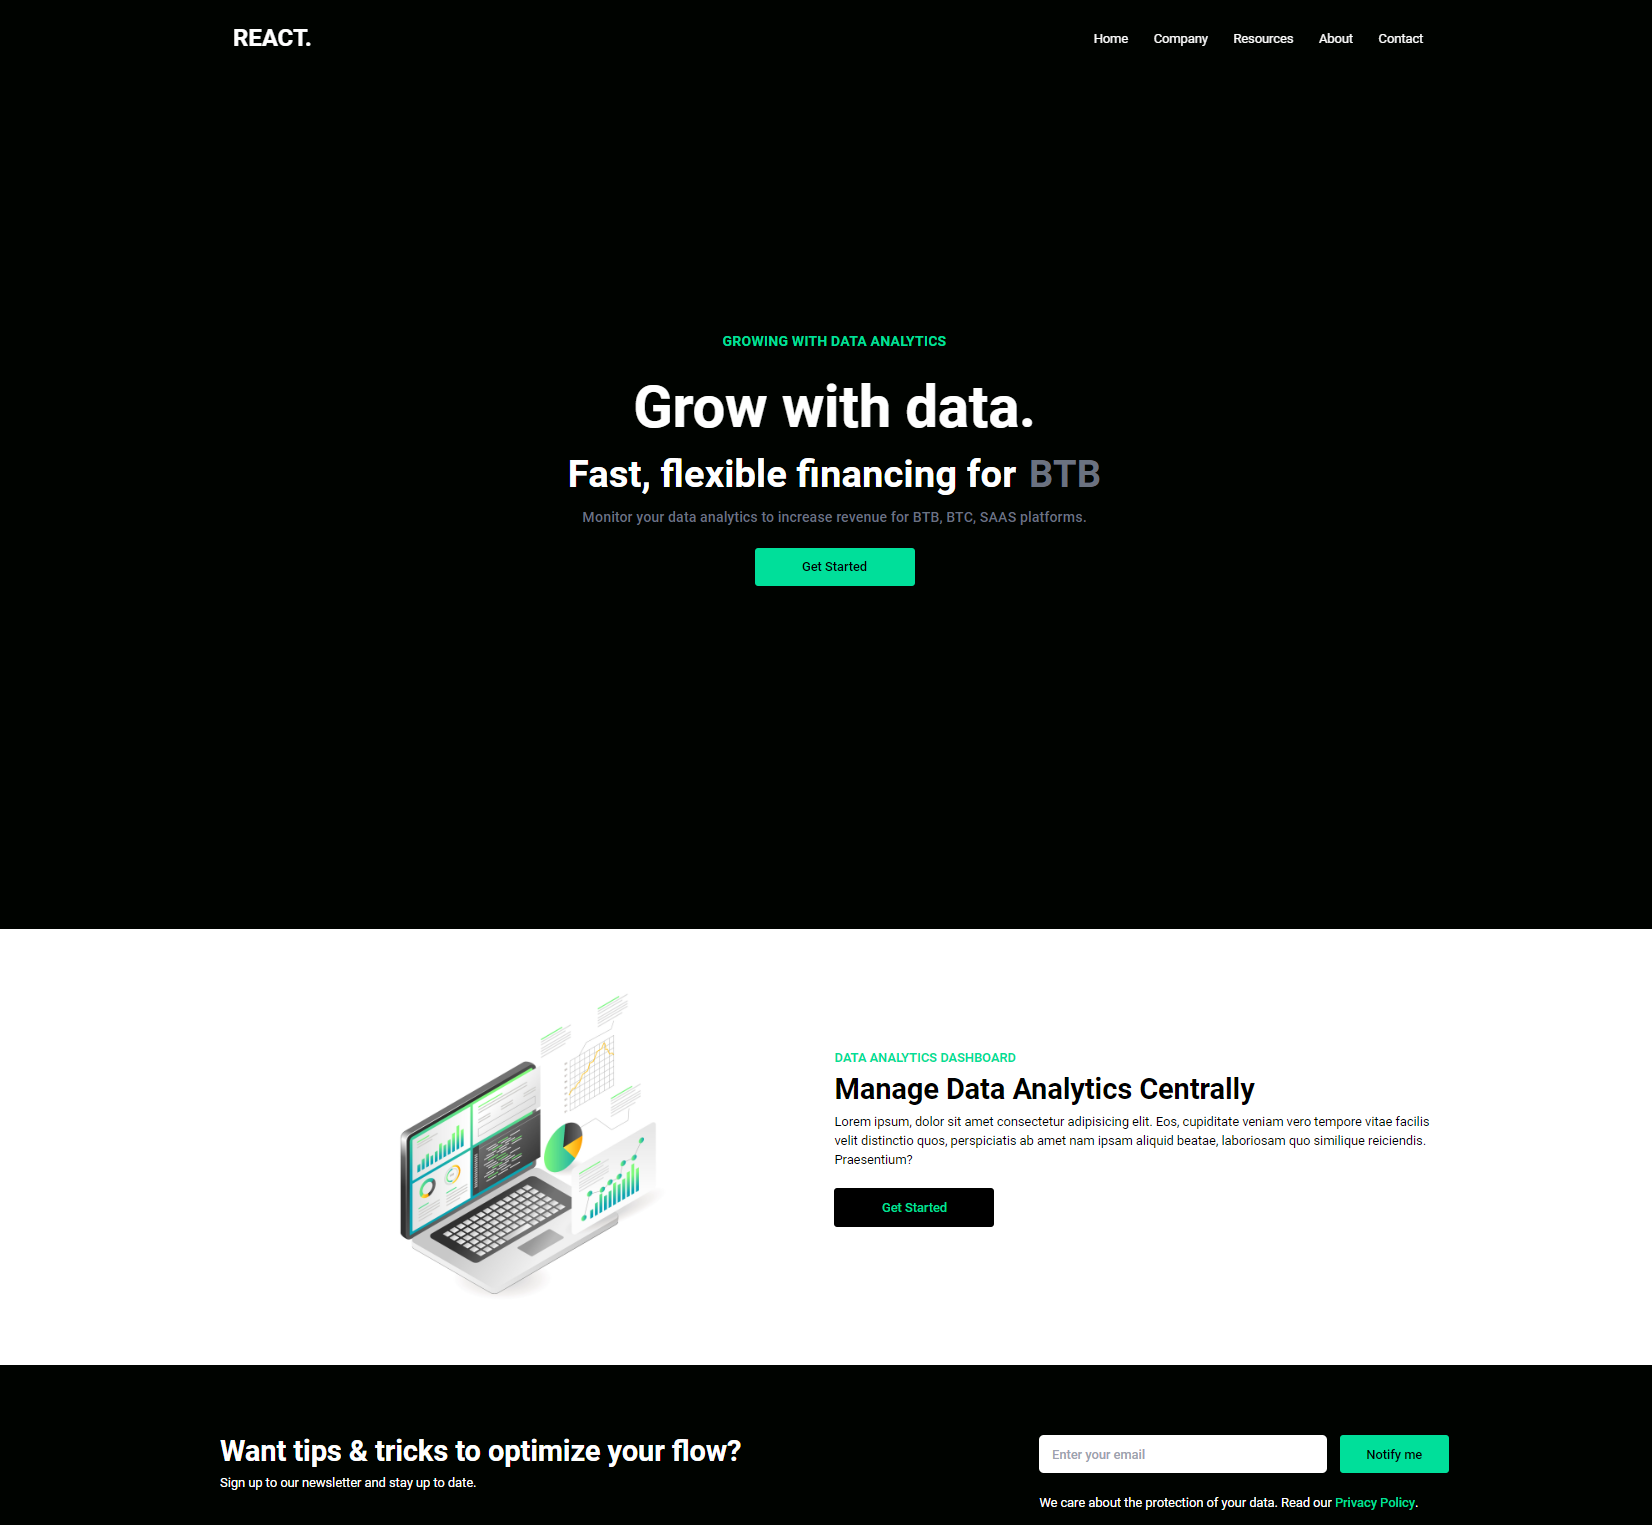 REACT.
Home Company Resources About Contact
GROWING WITH DATA ANALYTICS
Grow with data.
Fast, flexible financing for BTB
Monitor your data analytics to increase revenue for BTB, BTC, SAAS platforms.
Get Started
DATA ANALYTICS DASHBOARD
Manage Data Analytics Centrally
Lorem ipsum, dolor sit amet consectetur adipisicing elit. Eos, cupiditate veniam vero tempore vitae facilis
velit distinctio quos, perspiciatis ab amet nam ipsam aliquid beatae, laboriosam quo similique reiciendis.
Praesentium?
Get Started
Want tips & tricks to optimize your flow?
Sign up to our newsletter and stay up to date.
Enter your email
Notify me
We care about the protection of your data. Read our Privacy Policy.